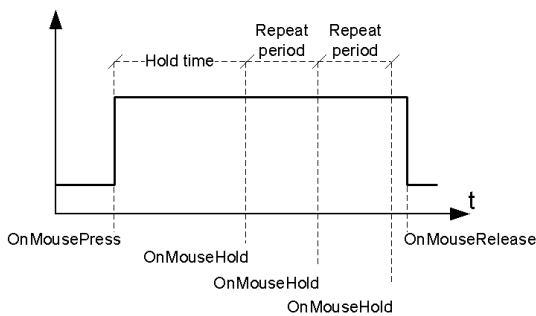 Repeat period
Repeat period
Hold time
t
OnMousePress
OnMouseRelease
OnMouseHold
OnMouseHold
OnMouseHold